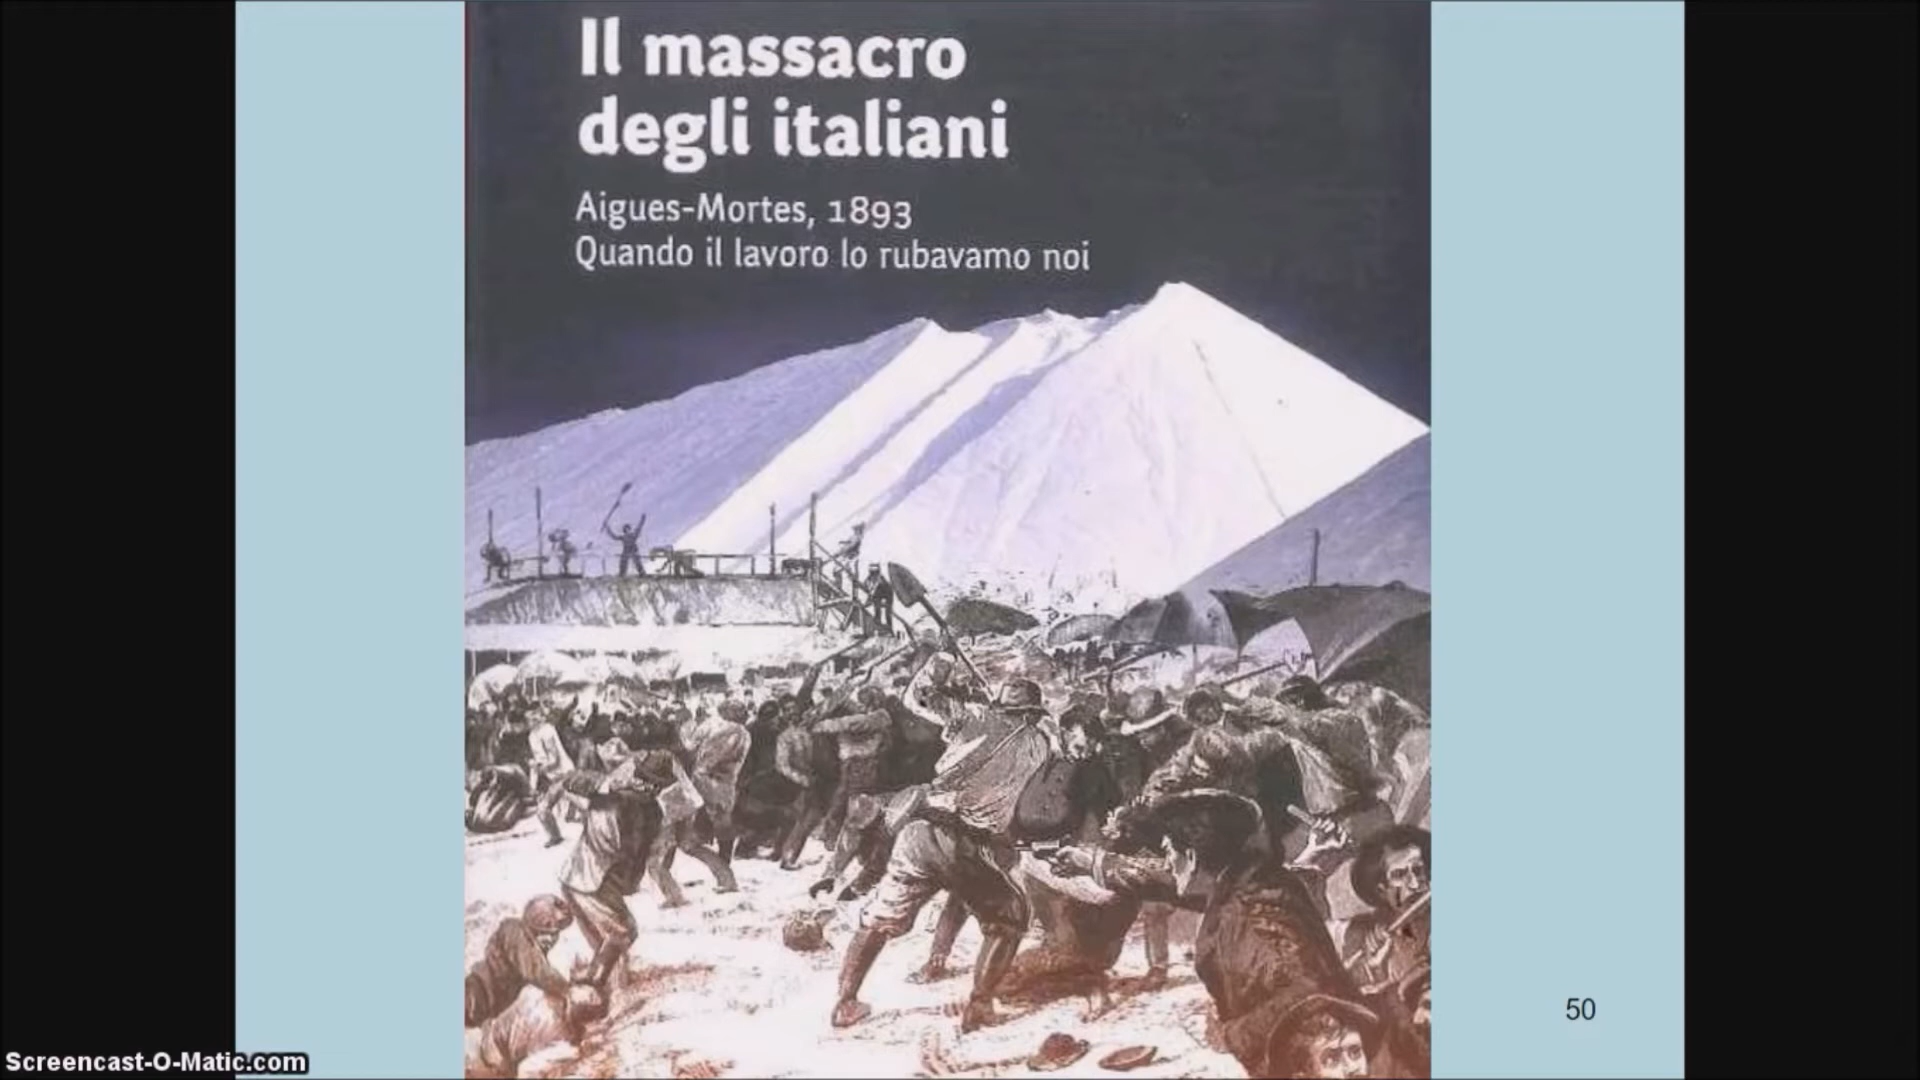 Il massacro
degli italiani
Aigues-Mortes, 1893
Quando il lavoro lo rubavamo noi
50
Screencast-O-Matic.com